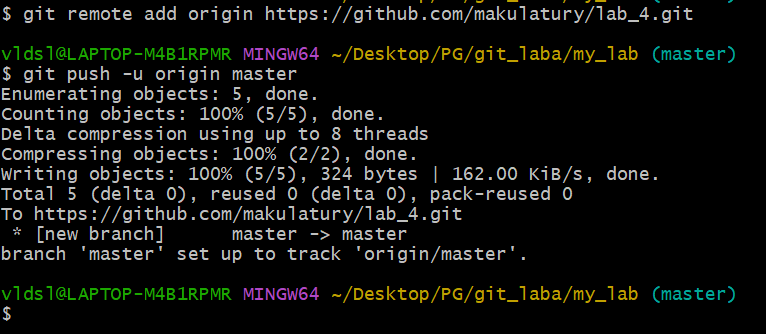 $ git remote add origin https://github.com/makulatury/lab_4.git
vldsl@LAPTOP-M4B1RPMR MINGW64 ~/Desktop/PG/git_laba/my_lab (master)
$ git push -u origin master
Enumerating objects: 5, done.
Counting objects: 100% (5/5), done.
Delta compression using up to 8 threads
Compressing objects: 100% (2/2), done.
Writing objects: 100% (5/5), 324 bytes | 162.00 KiB/s, done.
Total 5 (delta 0), reused 0 (delta 0), pack-reused 0
To https://github.com/makulatury/lab_4.git
 * [new branch]      master -> master
branch 'master' set up to track 'origin/master'.
vldsl@LAPTOP-M4B1RPMR MINGW64 ~/Desktop/PG/git_laba/my_lab (master)
$